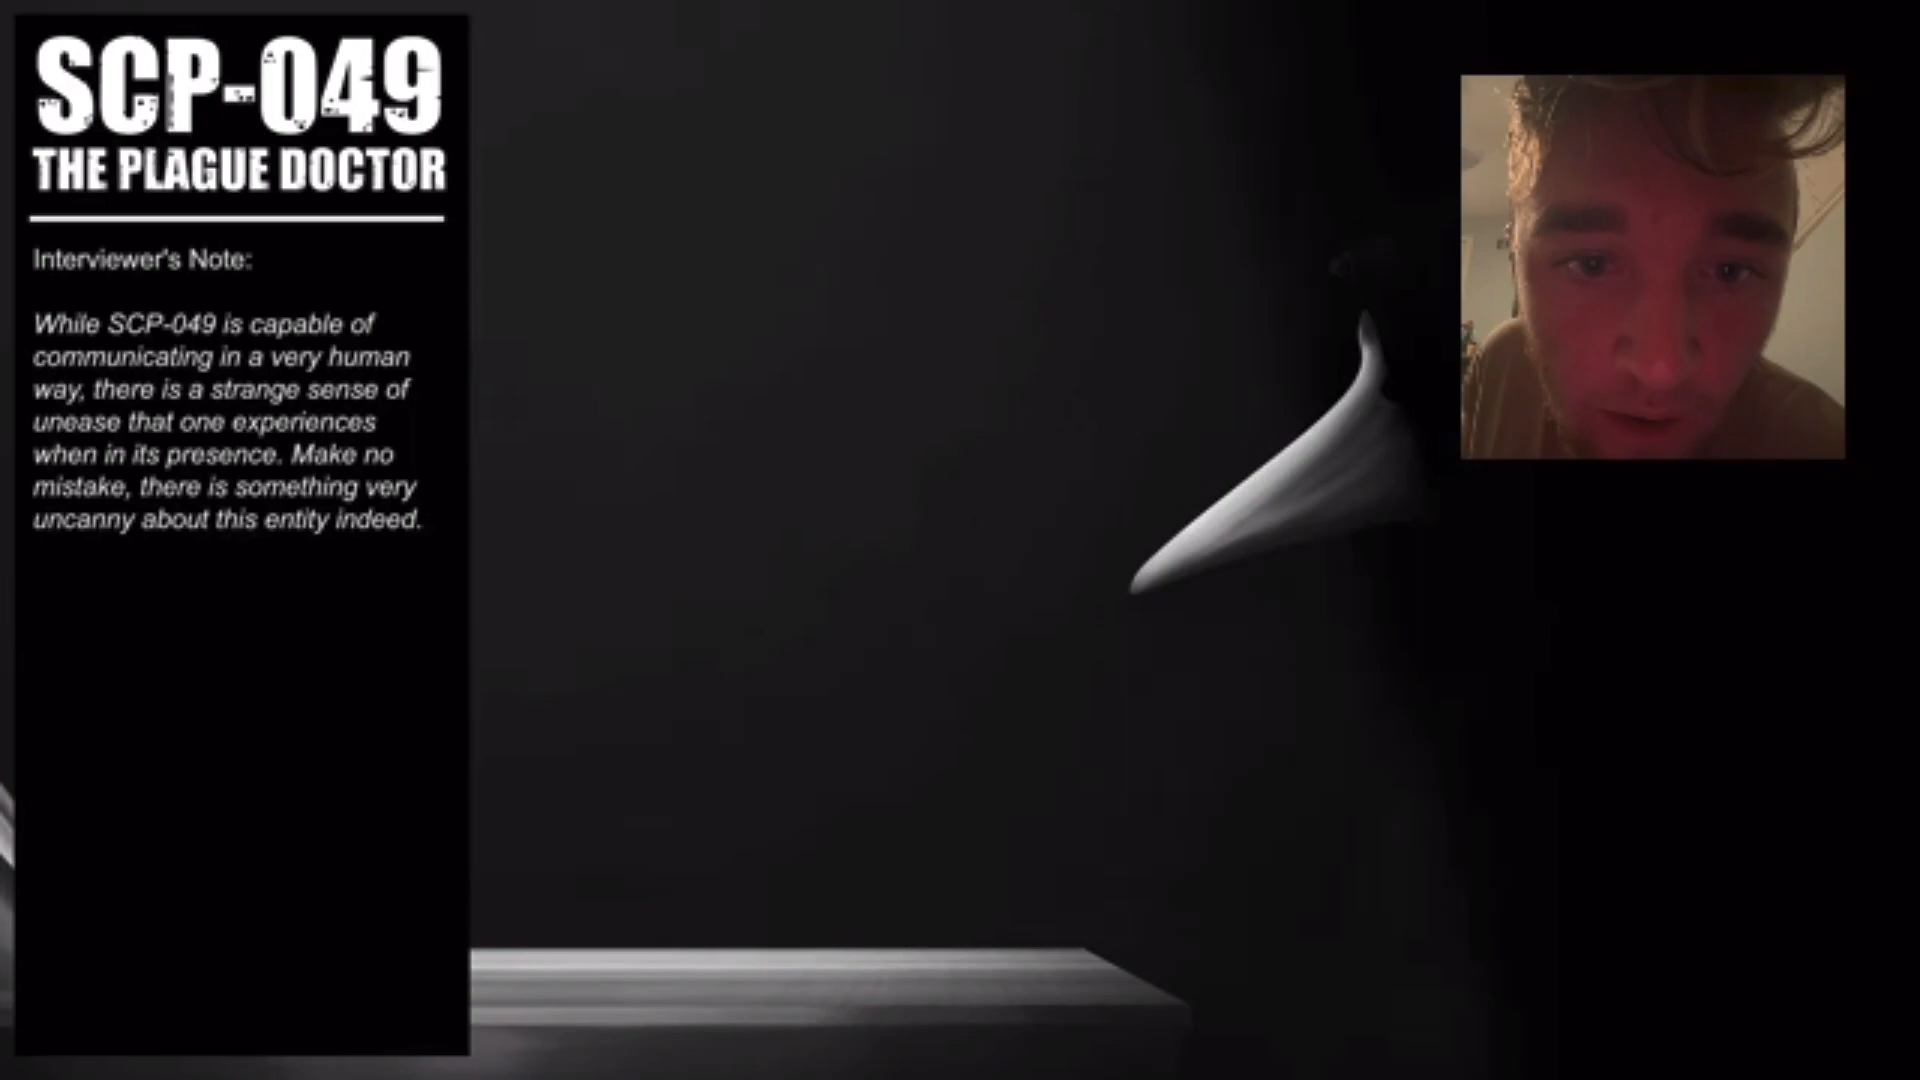 SCP-049
THE PLAGUE DOCTOR
Interviewer's Note:
While SCP-049 is capable of
communicating in a very human
way, there is a strange sense of
unease that one experiences
when in its presence. Make no
mistake, there is something very
uncanny about this entity indeed.